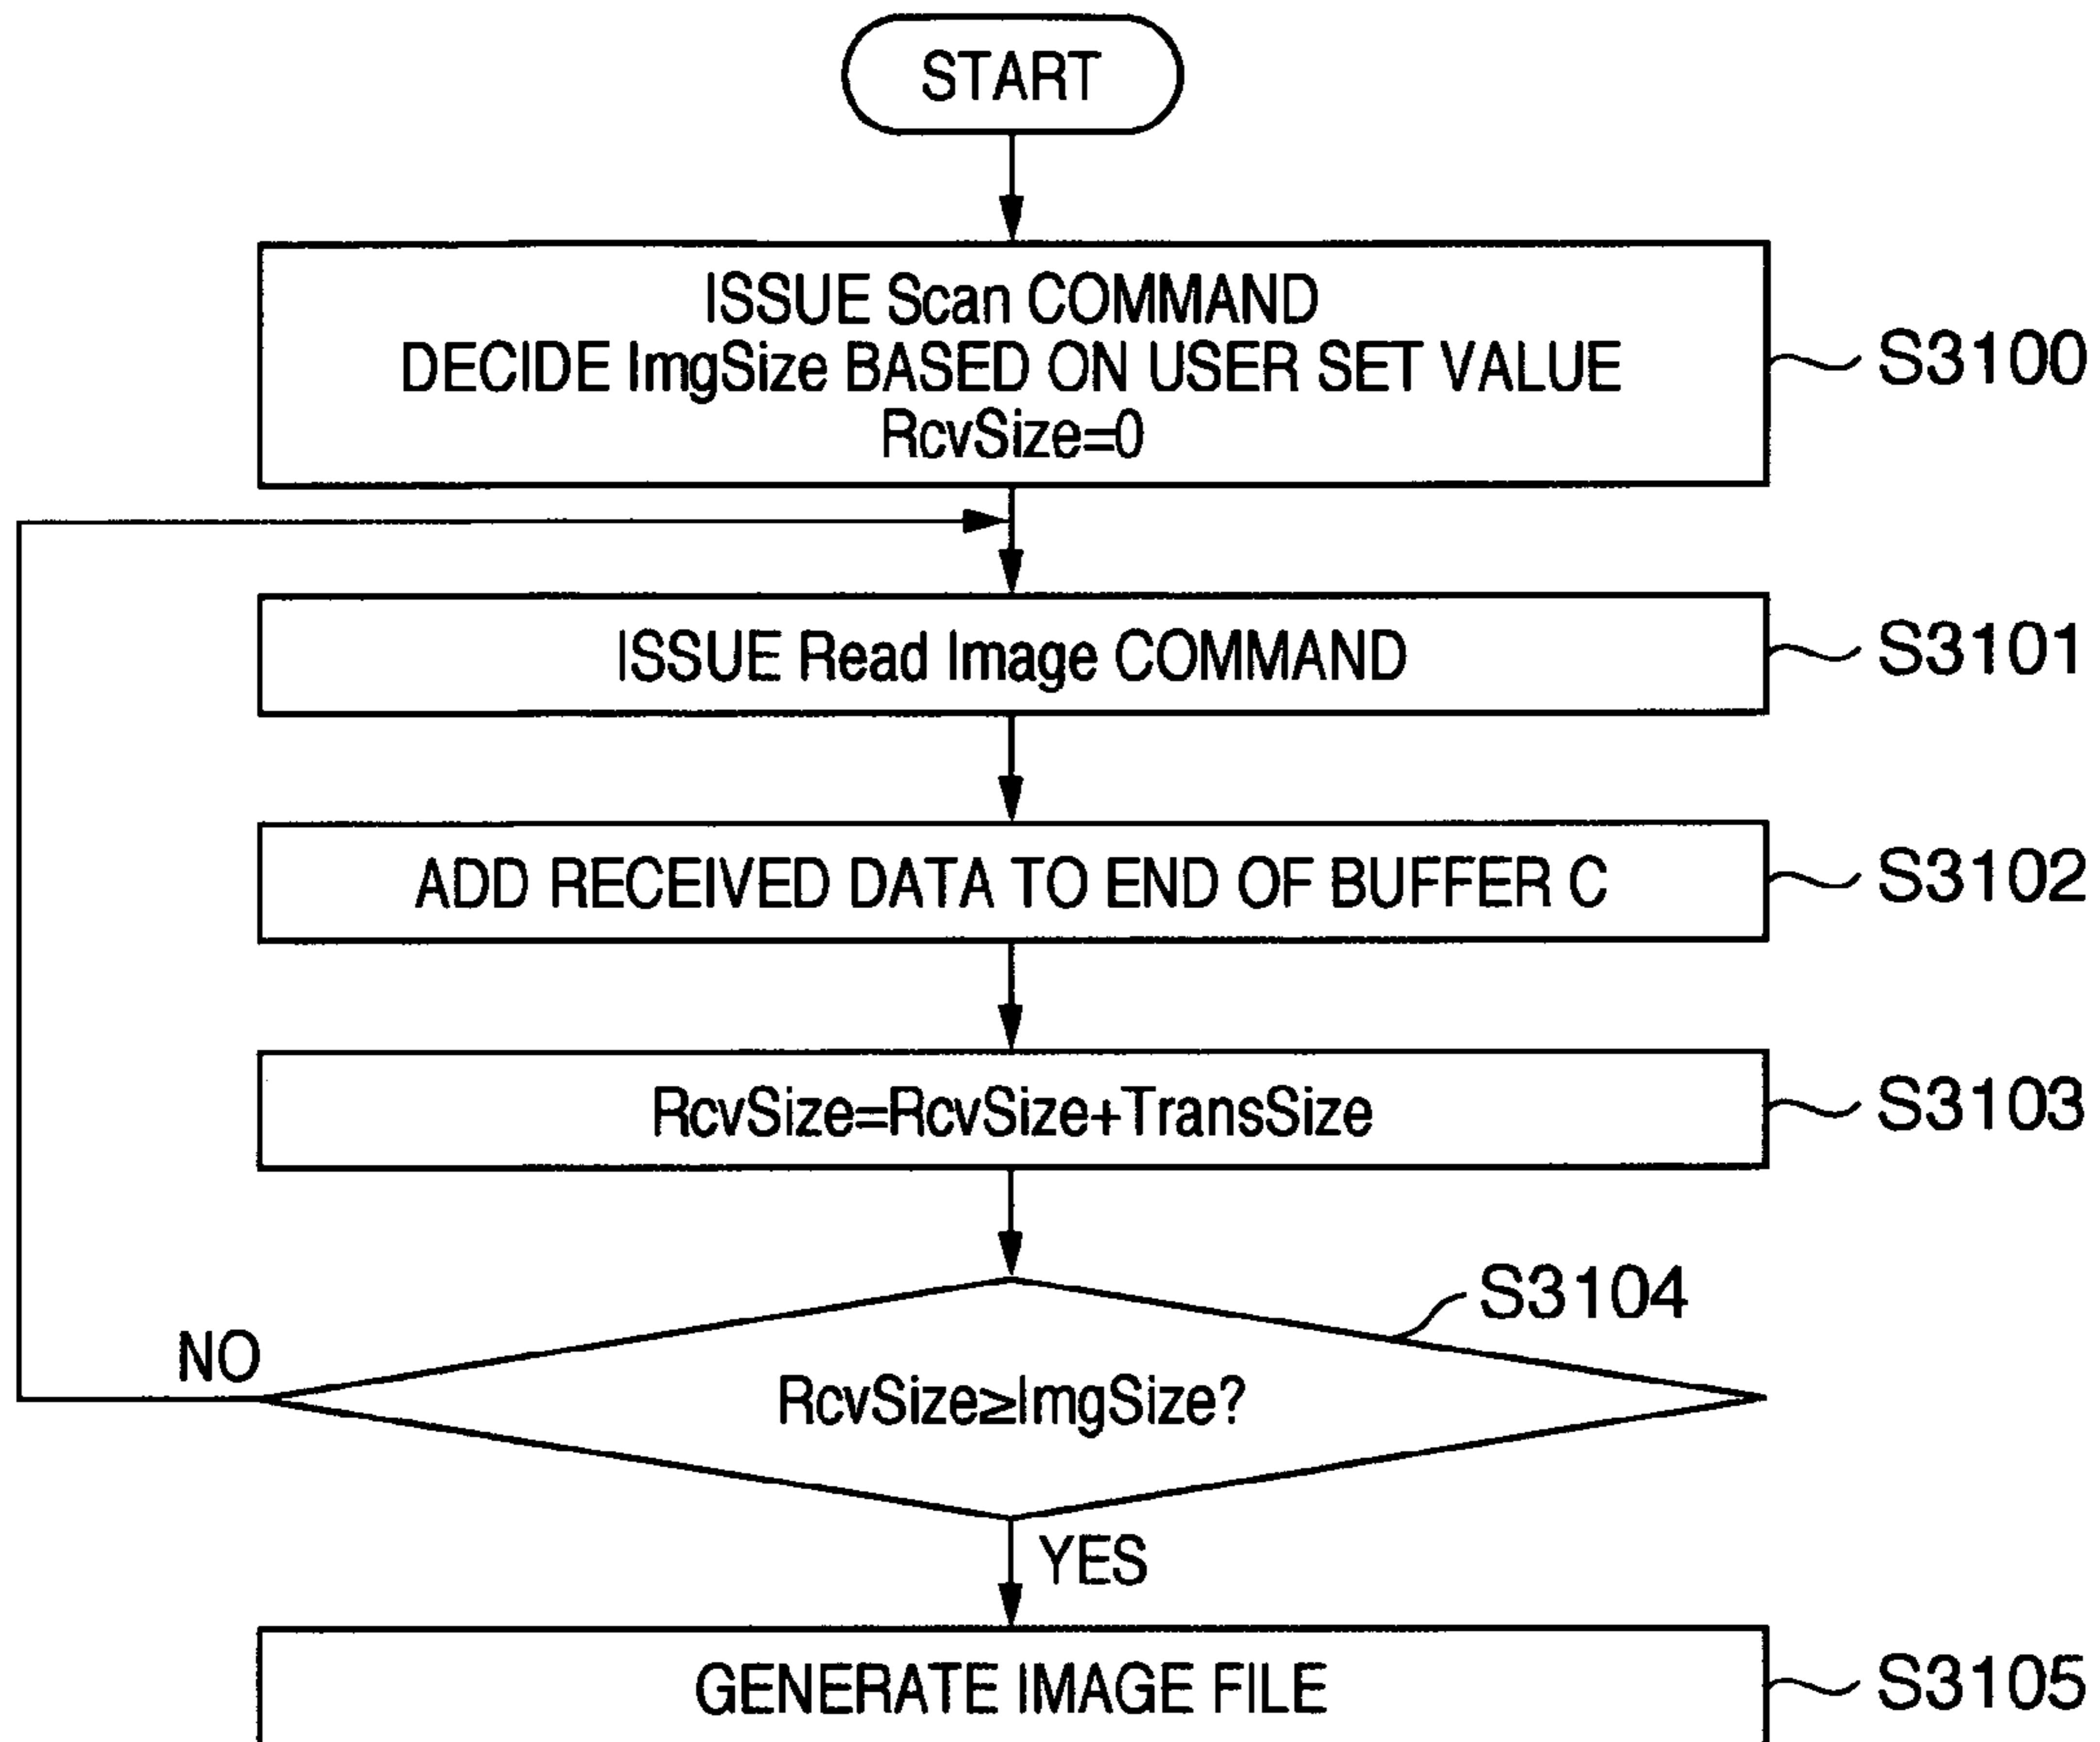 START
ISSUE Scan COMMAND
DECIDE ImgSize BASED ON USER SET VALUE
RcvSize=0
S3100
ISSUE Read Image COMMAND
S3101
ADD RECEIVED DATA TO END OF BUFFER C
S3102
RcvSize=RcvSize+TransSize
S3103
S3104
NO
RcvSize≥ImgSize?
YES
GENERATE IMAGE FILE
S3105